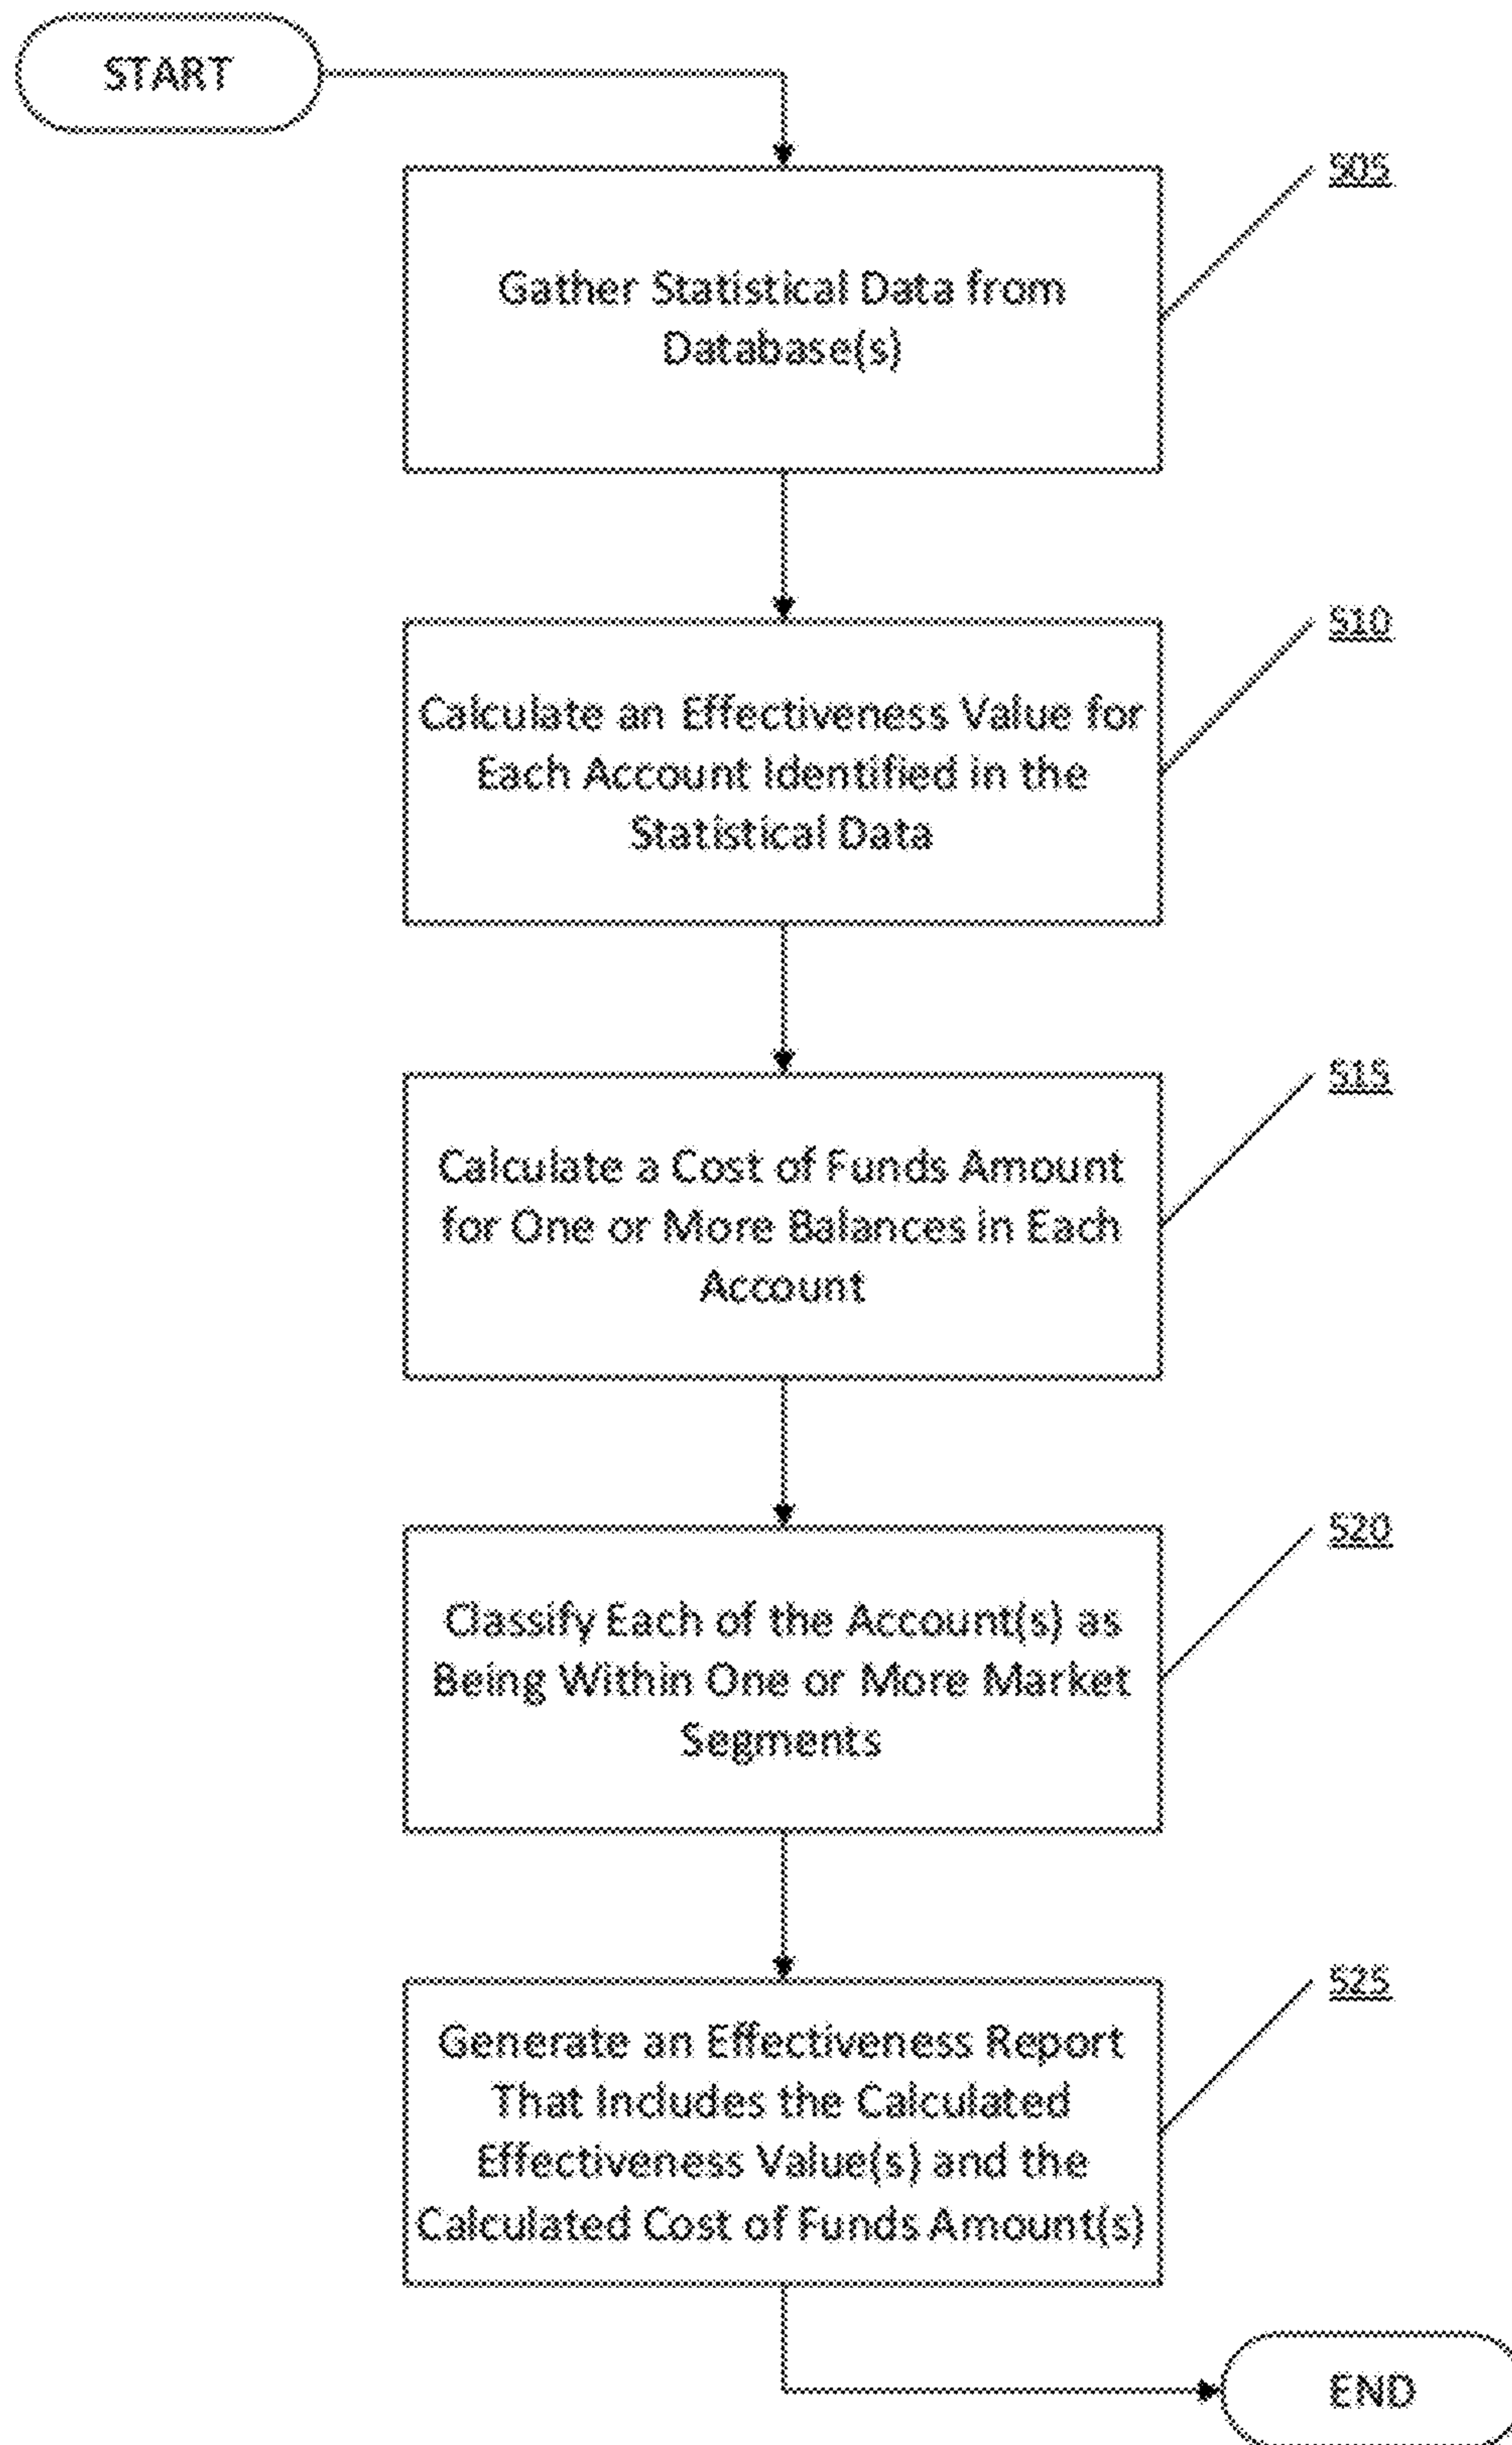 START
505
Gather Statistical Data from
Database(s)
510
Calculate an Effectiveness Value for
Each Account Identified in the
Statistical Data
515
Calculate a Cost of Funds Amount
for One or More Balances in Each
Account
520
Classify Each of the Account(s) as
Being Within One or More Market
Segments
525
Generate an Effectiveness Report
That Includes the Calculated
Effectiveness Value(s) and the
Calculated Cost of Funds Amount(s)
END